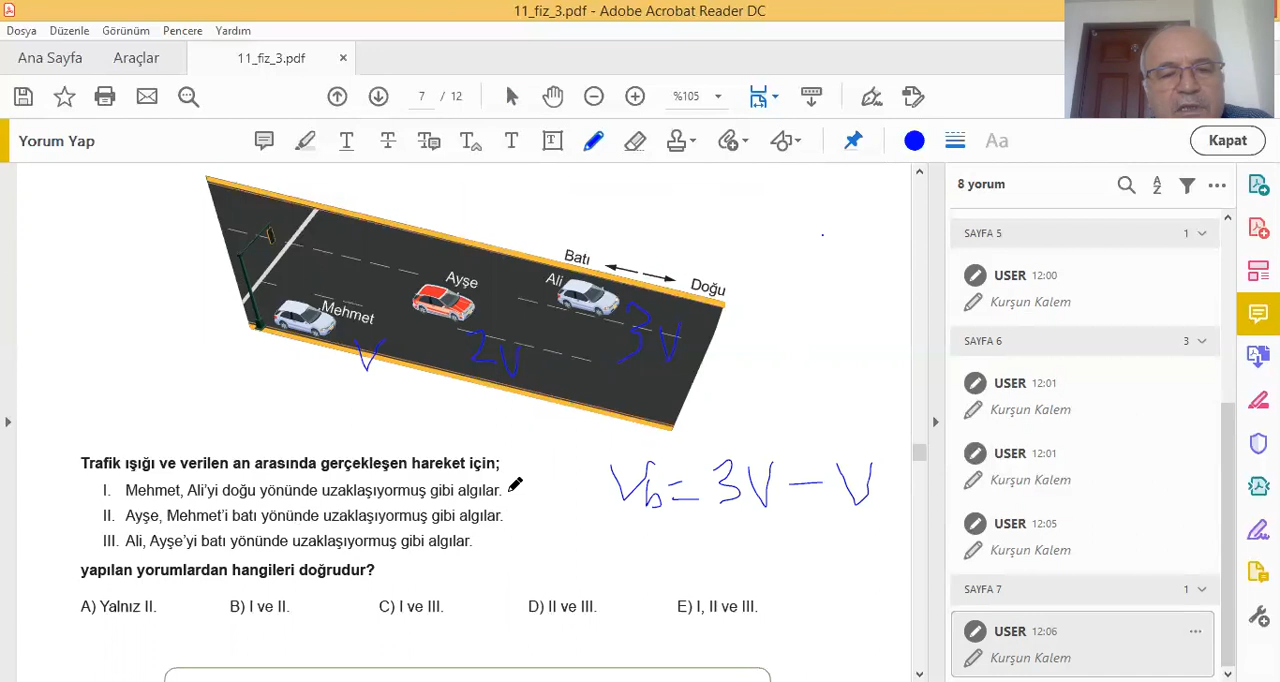 11_fiz_3.pdf - Adobe Acrobat Reader DC
Dosya Düzenle Görünüm Pencere Yardım
Ana Sayfa Araçlar 11_fiz_3.pdf ×
7 / 12 %105
Yorum Yap Aa Kapat
8 yorum
SAYFA 5 1
USER 12:00
Kurşun Kalem
SAYFA 6 3
USER 12:01
Kurşun Kalem
USER 12:01
Kurşun Kalem
USER 12:05
Kurşun Kalem
SAYFA 7 1
USER 12:06
Kurşun Kalem
Batı
Doğu
Ali
Ayşe
Mehmet
V 2V 3V
Trafik ışığı ve verilen an arasında gerçekleşen hareket için;
I. Mehmet, Ali’yi doğu yönünde uzaklaşıyormuş gibi algılar.
II. Ayşe, Mehmet’i batı yönünde uzaklaşıyormuş gibi algılar.
III. Ali, Ayşe’yi batı yönünde uzaklaşıyormuş gibi algılar.
Vb = 3V - V
yapılan yorumlardan hangileri doğrudur?
A) Yalnız II. B) I ve II. C) I ve III. D) II ve III. E) I, II ve III.